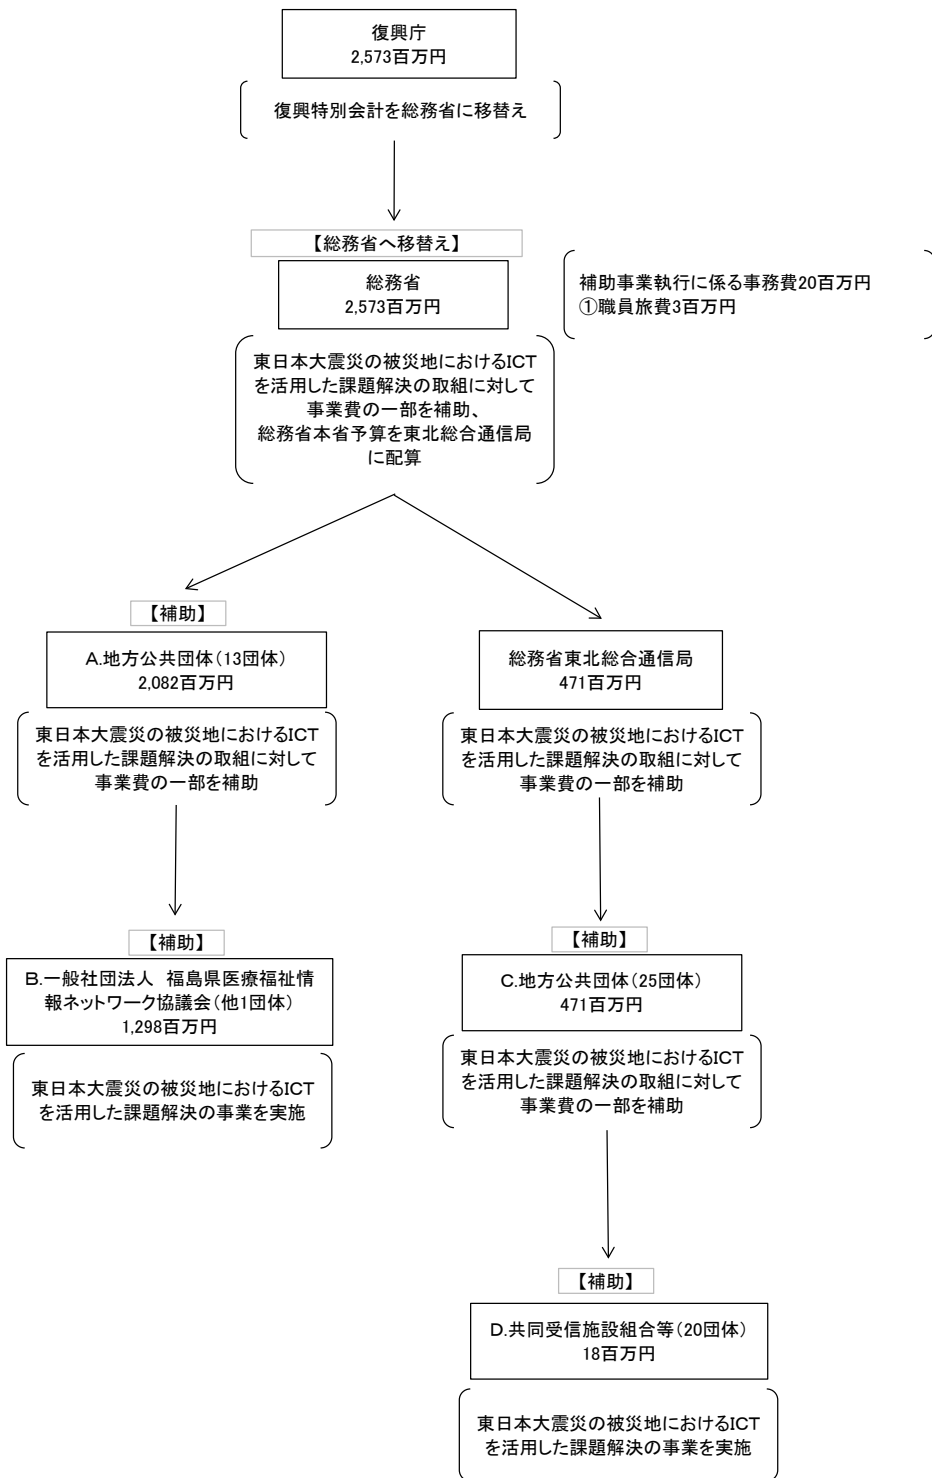 復興庁
2,573百万円
復興特別会計を総務省に移替え
【総務省へ移替え】
総務省
2,573百万円
補助事業執行に係る事務費20百万円
①職員旅費3百万円
東日本大震災の被災地におけるICT
を活用した課題解決の取組に対して
事業費の一部を補助、
総務省本省予算を東北総合通信局
に配算
【補助】
A.地方公共団体(13団体)
2,082百万円
東日本大震災の被災地におけるICT
を活用した課題解決の取組に対して
事業費の一部を補助
総務省東北総合通信局
471百万円
東日本大震災の被災地におけるICT
を活用した課題解決の取組に対して
事業費の一部を補助
【補助】
B.一般社団法人 福島県医療福祉情
報ネットワーク協議会(他1団体)
1,298百万円
東日本大震災の被災地におけるICT
を活用した課題解決の事業を実施
【補助】
C.地方公共団体(25団体)
471百万円
東日本大震災の被災地におけるICT
を活用した課題解決の取組に対して
事業費の一部を補助
【補助】
D.共同受信施設組合等(20団体)
18百万円
東日本大震災の被災地におけるICT
を活用した課題解決の事業を実施